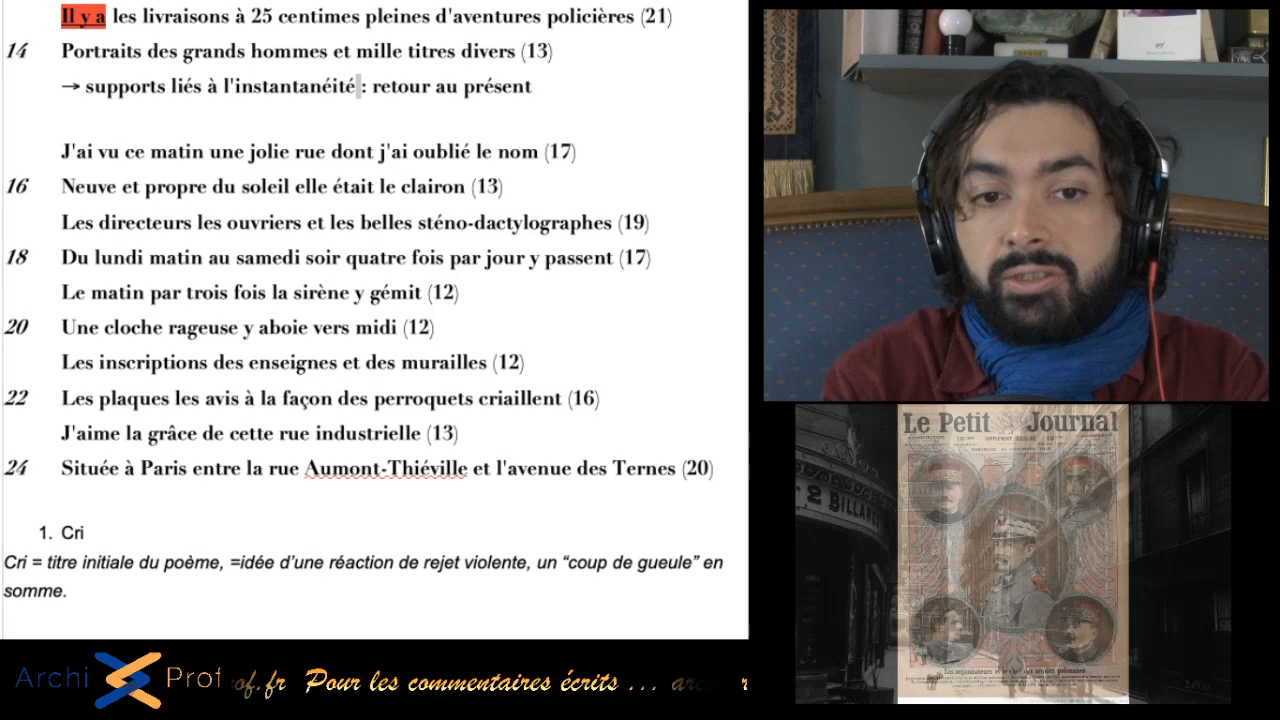 Il y a les livraisons à 25 centimes pleines d'aventures policières (21)
14 Portraits des grands hommes et mille titres divers (13)
→ supports liés à l'instantanéité : retour au présent
J'ai vu ce matin une jolie rue dont j'ai oublié le nom (17)
16 Neuve et propre du soleil elle était le clairon (13)
Les directeurs les ouvriers et les belles sténo-dactylographes (19)
18 Du lundi matin au samedi soir quatre fois par jour y passent (17)
Le matin par trois fois la sirène y gémit (12)
20 Une cloche rageuse y aboie vers midi (12)
Les inscriptions des enseignes et des murailles (12)
22 Les plaques les avis à la façon des perroquets criaillent (16)
J'aime la grâce de cette rue industrielle (13)
24 Située à Paris entre la rue Aumont-Thiéville et l'avenue des Ternes (20)
1. Cri
Cri = titre initiale du poème, =idée d'une réaction de rejet violente, un “coup de gueule” en
somme.
Le Petit Journal
2 BILLARDS
Archi Prof
of.fr Pour les commentaires écrits ... arc r